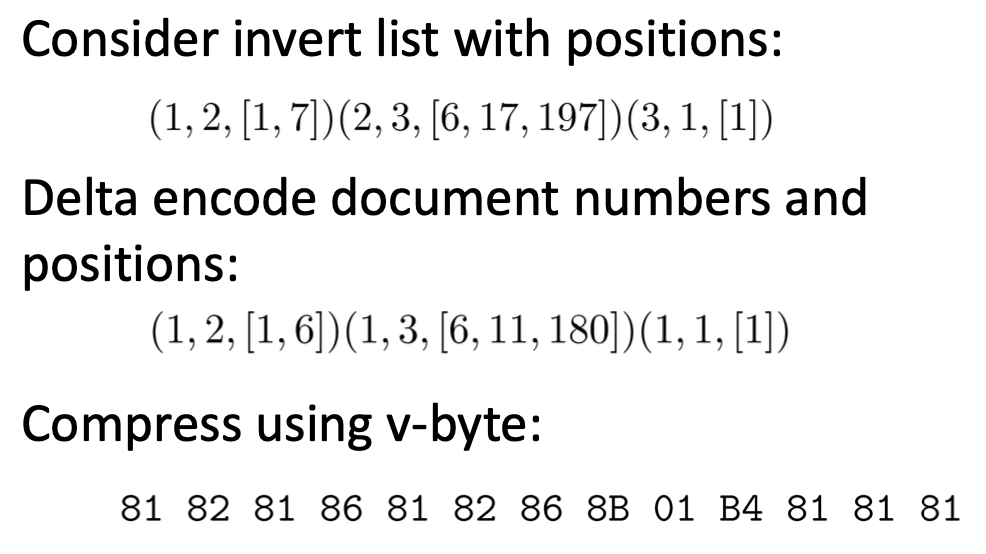 Consider invert list with positions:
(1, 2, [1, 7])(2, 3, [6, 17, 197])(3, 1, [1])
Delta encode document numbers and
positions:
(1, 2, [1, 6])(1, 3, [6, 11, 180])(1, 1, [1])
Compress using v-byte:
81 82 81 86 81 82 86 8B 01 B4 81 81 81